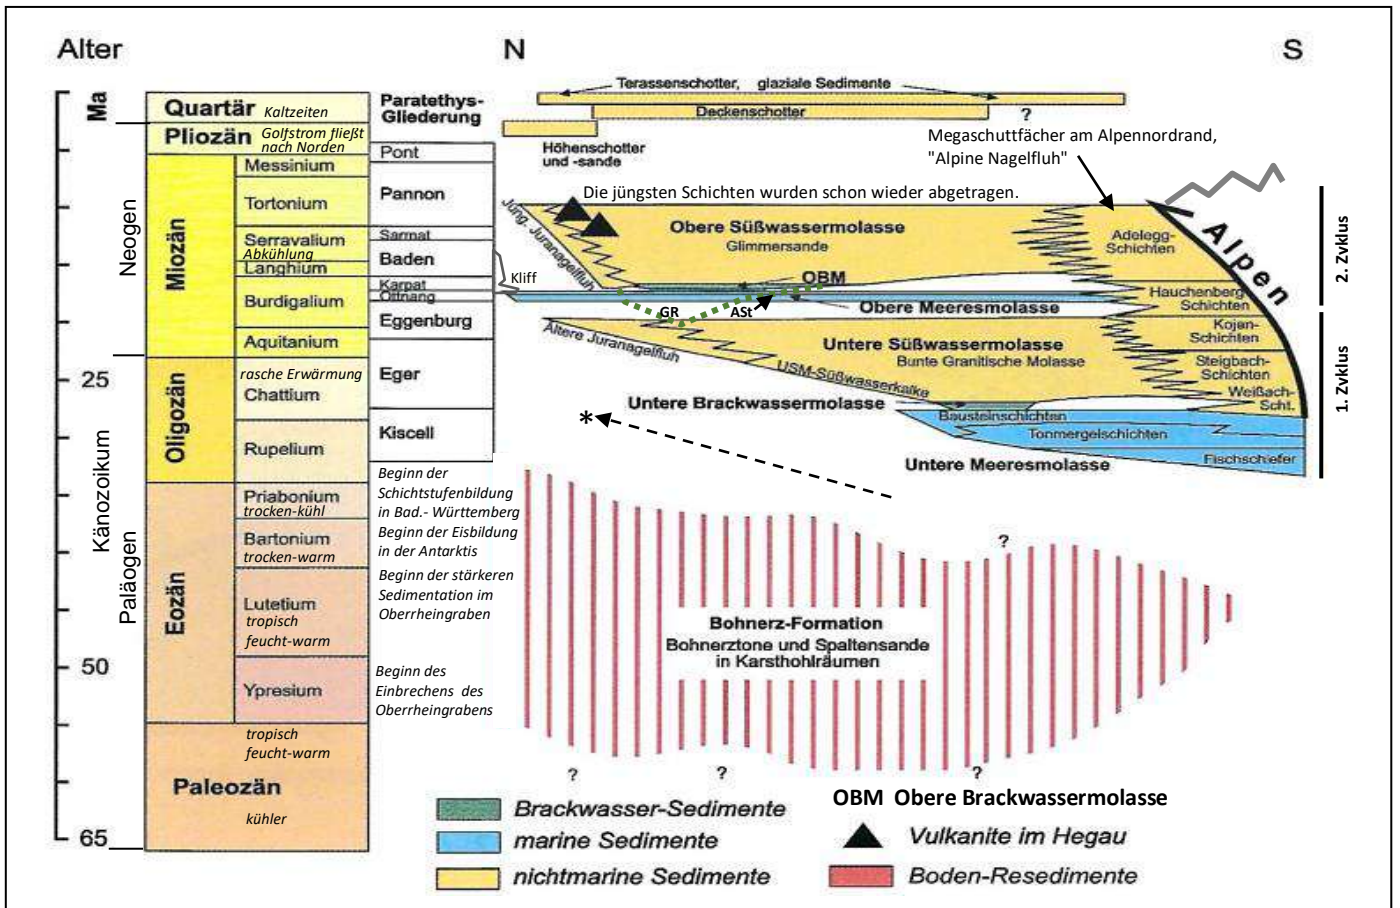 Alter
N
S
Ma
Quartär Kaltzeiten
Paratethys-
Gliederung
Terassenschotter, glaziale Sedimente
Deckenschotter
?
Pliozän Golfstrom fließt
nach Norden
Höhenschotter
und -sande
Megaschuttfächer am Alpennordrand,
"Alpine Nagelfluh"
Neogen
Miozän
Messinium
Tortonium
Serravalium
Abkühlung
Langhium
Burdigalium
Aquitanium
Pont
Pannon
Sarmat
Baden
Karpat
Ottnang
Eggenburg
Eger
Kiscell
Kliff
Die jüngsten Schichten wurden schon wieder abgetragen.
Jüng. Juranagelfluh
Obere Süßwassermolasse
Glimmersande
OBM
GR
ASt
Obere Meeresmolasse
Adelegg-
Schichten
Alpen
Hauchenberg
Schichten
Kojen-
Schichten
Steigbach-
Schichten
Weißach-
Scht.
2. Zvklus
1. Zvklus
Ältere Juranagelfluh
Untere Süßwassermolasse
Bunte Granitische Molasse
USM-Süßwasserkalke
Untere Brackwassermolasse
Bausteinschichten
Tonmergelschichten
Fischschiefer
Untere Meeresmolasse
*
25
50
65
Känozoikum
Paläogen
Oligozän
rasche Erwärmung
Chattium
Rupelium
Eozän
Priabonium
trocken-kühl
Bartonium
trocken-warm
Lutetium
tropisch
feucht-warm
Ypresium
Beginn der
Schichtstufenbildung
in Bad.- Württemberg
Beginn der Eisbildung
in der Antarktis
Beginn der stärkeren
Sedimentation im
Oberrheingraben
Beginn des
Einbrechens des
Oberrheingrabens
tropisch
feucht-warm
Paleozän
kühler
?
Bohnerz-Formation
Bohnerztone und Spaltensande
in Karsthohlräumen
?
?
?
Brackwasser-Sedimente
marine Sedimente
nichtmarine Sedimente
OBM Obere Brackwassermolasse
Vulkanite im Hegau
Boden-Resedimente